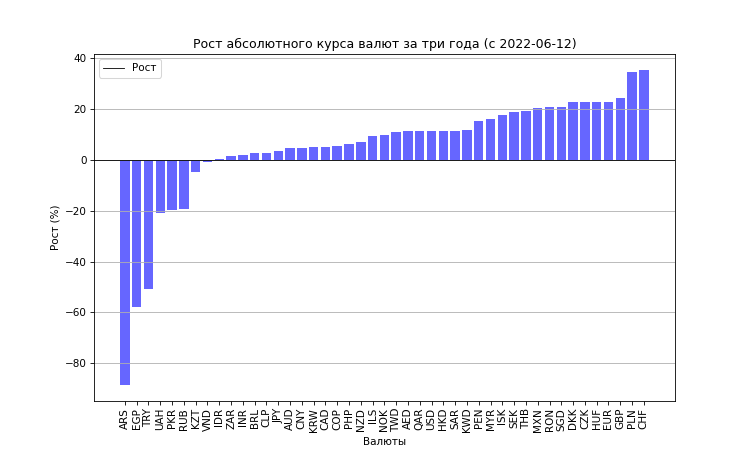 Рост абсолютного курса валют за три года (с 2022-06-12)
Рост
40
20
0
−20
−40
−60
−80
Рост (%)
ARS EGP TRY UAH PKR RUB KZT VND IDR ZAR INR BRL CLP JPY AUD CNY KRW CAD COP PHP NZD ILS NOK TWD AED QAR USD HKD SAR KWD PEN MYR ISK SEK THB MXN RON SGD DKK CZK HUF EUR GBP PLN CHF
Валюты